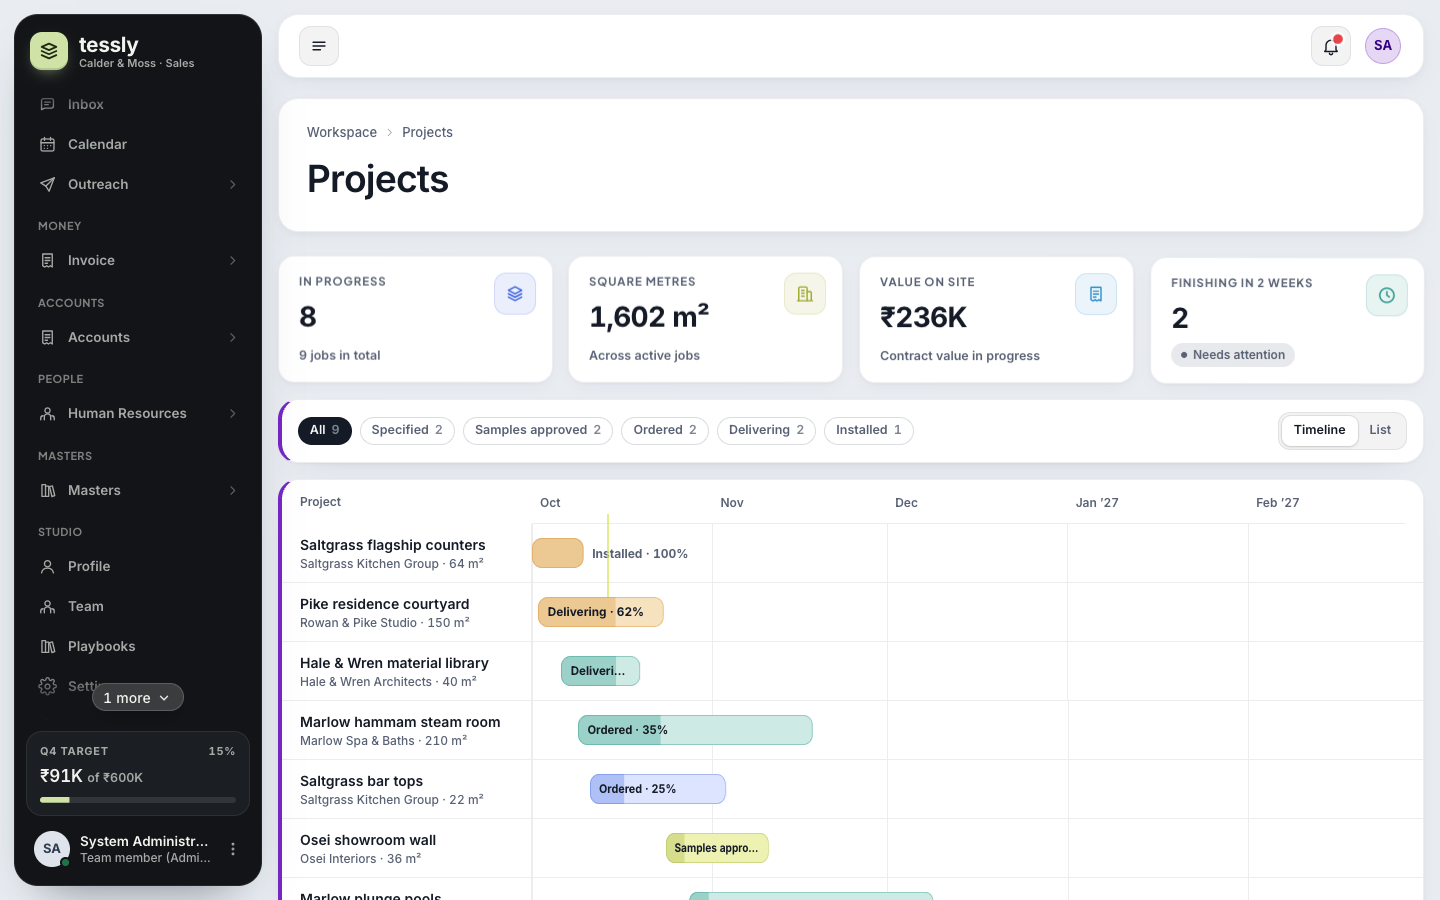 tessly
Calder & Moss · Sales
Inbox
Calendar
Outreach
MONEY
Invoice
ACCOUNTS
Accounts
PEOPLE
Human Resources
MASTERS
Masters
STUDIO
Profile
Team
Playbooks
Setti
1 more
Q4 TARGET 15%
₹91K of ₹600K
SA
System Administr...
Team member (Admi...
SA
Workspace Projects
Projects
IN PROGRESS
8
9 jobs in total
SQUARE METRES
1,602 m²
Across active jobs
VALUE ON SITE
₹236K
Contract value in progress
FINISHING IN 2 WEEKS
2
Needs attention
All 9 Specified 2 Samples approved 2 Ordered 2 Delivering 2 Installed 1
Timeline List
Project Oct Nov Dec Jan ’27 Feb ’27
Saltgrass flagship counters
Saltgrass Kitchen Group · 64 m²
Installed · 100%
Pike residence courtyard
Rowan & Pike Studio · 150 m²
Delivering · 62%
Hale & Wren material library
Hale & Wren Architects · 40 m²
Deliveri...
Marlow hammam steam room
Marlow Spa & Baths · 210 m²
Ordered · 35%
Saltgrass bar tops
Saltgrass Kitchen Group · 22 m²
Ordered · 25%
Osei showroom wall
Osei Interiors · 36 m²
Samples appro...
Marlow plunge pools